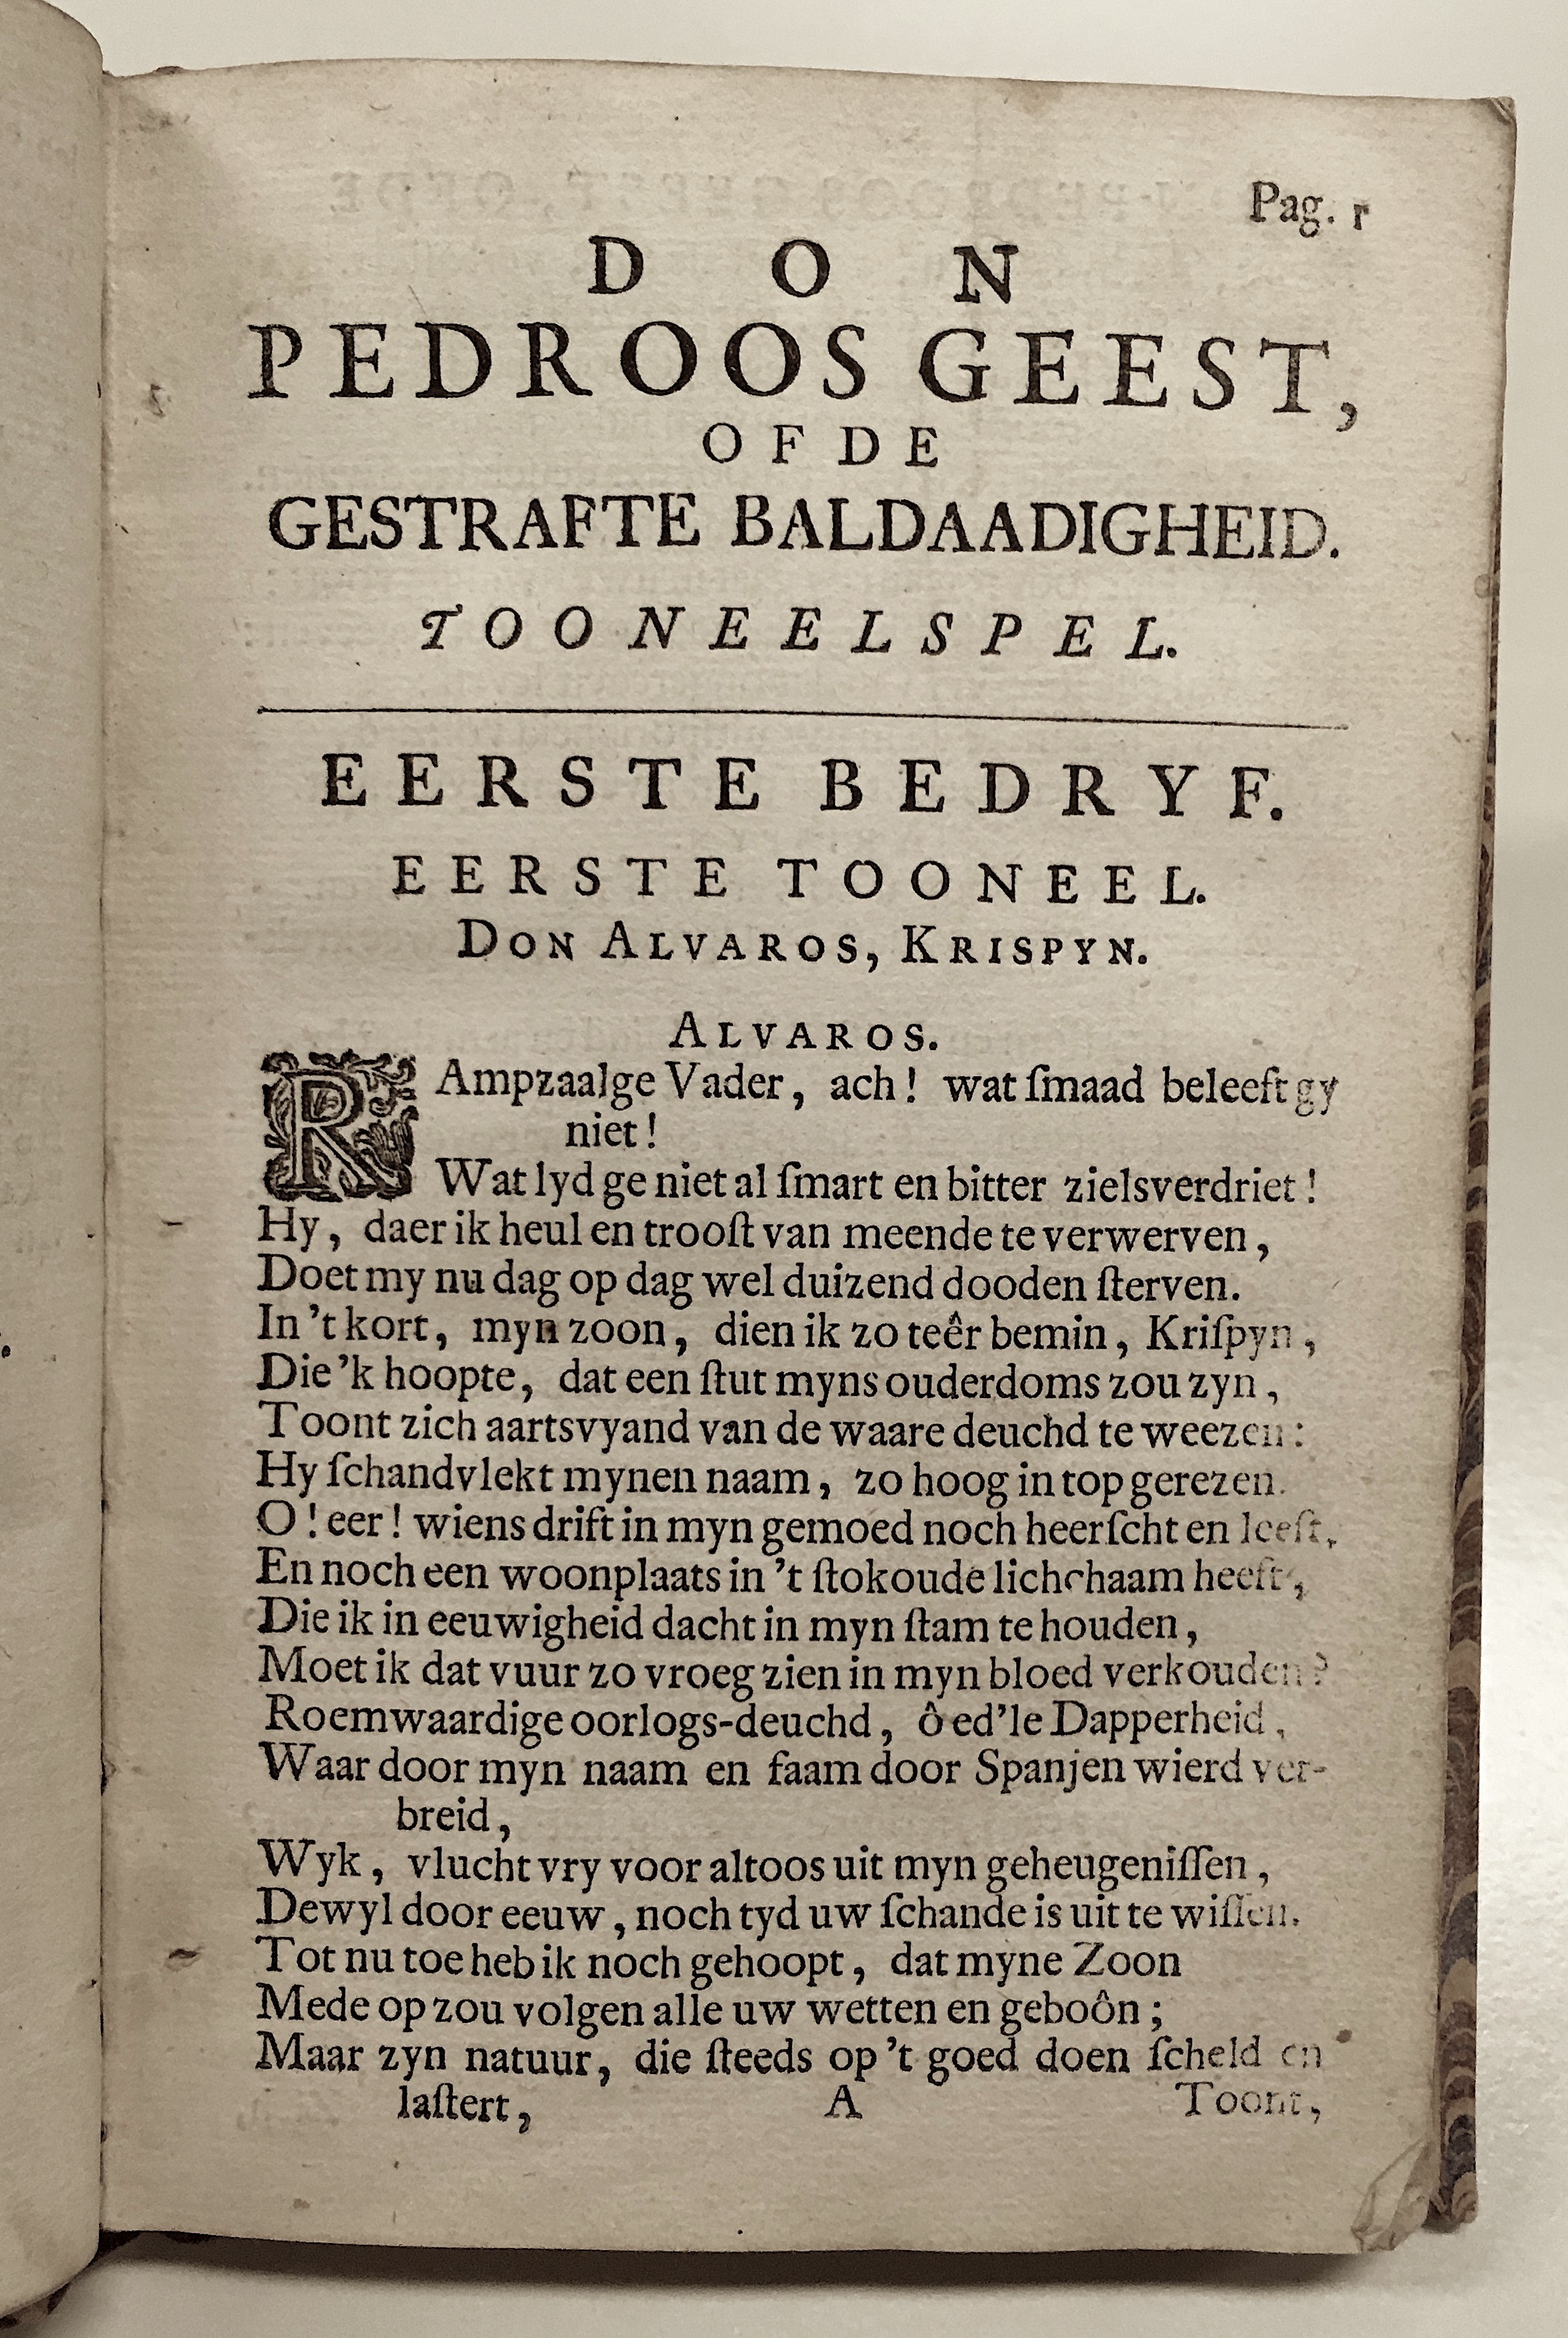 Pag. 1
DON
PEDROOS GEEST,
OF DE
GESTRAFTE BALDAADIGHEID.
TOONEELSPEL.
EERSTE BEDRYF.
EERSTE TOONEEL.
DON ALVAROS, KRISPYN.
ALVAROS.
RAmpzaalge Vader, ach! wat ſmaad beleeft gy
niet!
Wat lyd ge niet al ſmart en bitter zielsverdriet!
Hy, daer ik heul en trooſt van meende te verwerven,
Doet my nu dag op dag wel duizend dooden ſterven.
In 't kort, myn zoon, dien ik zo teêr bemin, Kriſpyn,
Die 'k hoopte, dat een ſtut myns ouderdoms zou zyn,
Toont zich aartsvyand van de waare deuchd te weezen:
Hy ſchandvlekt mynen naam, zo hoog in top gerezen.
O! eer! wiens drift in myn gemoed noch heerſcht en leeft,
En noch een woonplaats in 't ſtokoude lichchaam heeft,
Die ik in eeuwigheid dacht in myn ſtam te houden,
Moet ik dat vuur zo vroeg zien in myn bloed verkouden?
Roemwaardige oorlogs-deuchd, ô ed'le Dapperheid,
Waar door myn naam en faam door Spanjen wierd ver-
breid,
Wyk, vlucht vry voor altoos uit myn geheugeniſſen,
Dewyl door eeuw, noch tyd uw ſchande is uit te wiſſen.
Tot nu toe heb ik noch gehoopt, dat myne Zoon
Mede op zou volgen alle uw wetten en geboôn;
Maar zyn natuur, die ſteeds op 't goed doen ſcheld en
laſtert,
A
Toont,